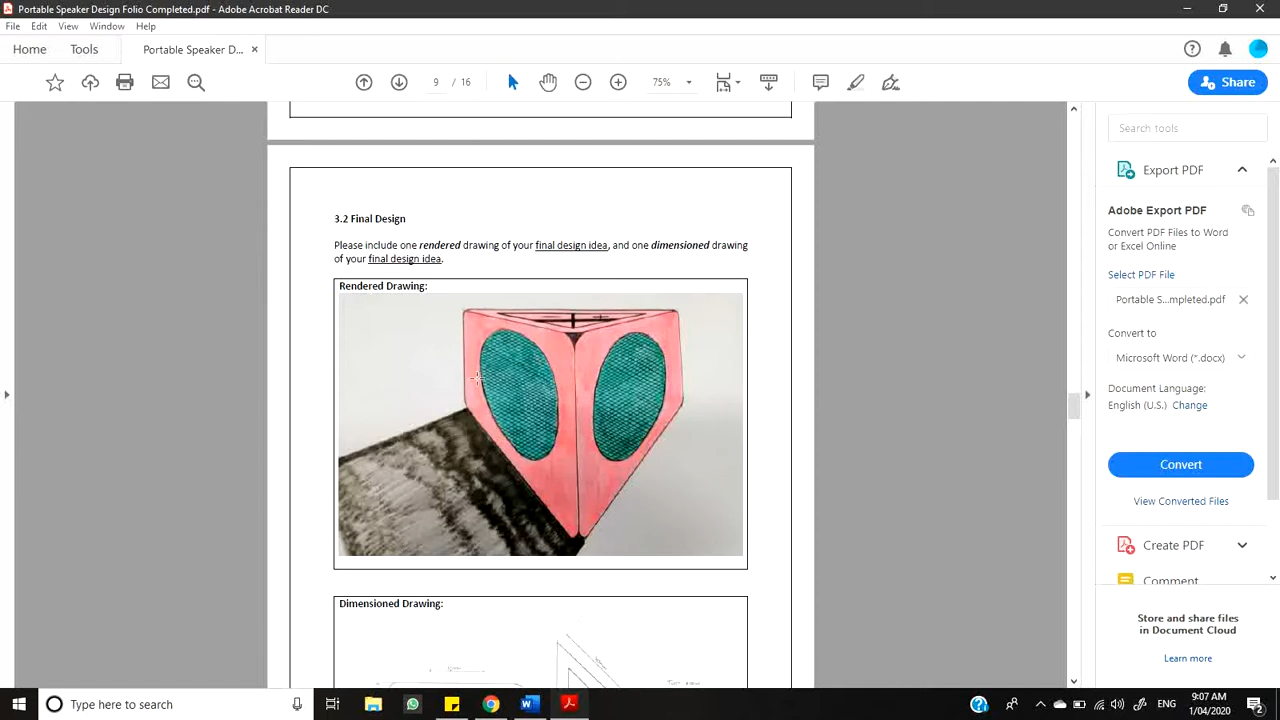 Portable Speaker Design Folio Completed.pdf - Adobe Acrobat Reader DC
File Edit View Window Help
Home Tools Portable Speaker D...
9 / 16 75% Share
3.2 Final Design
Please include one rendered drawing of your final design idea, and one dimensioned drawing
of your final design idea.
Rendered Drawing:
Dimensioned Drawing:
Search tools
Export PDF
Adobe Export PDF
Convert PDF Files to Word
or Excel Online
Select PDF File
Portable S...mpleted.pdf
Convert to
Microsoft Word (*.docx)
Document Language:
English (U.S.) Change
Convert
View Converted Files
Create PDF
Comment
Store and share files
in Document Cloud
Learn more
Type here to search
ENG
9:07 AM
1/04/2020
2